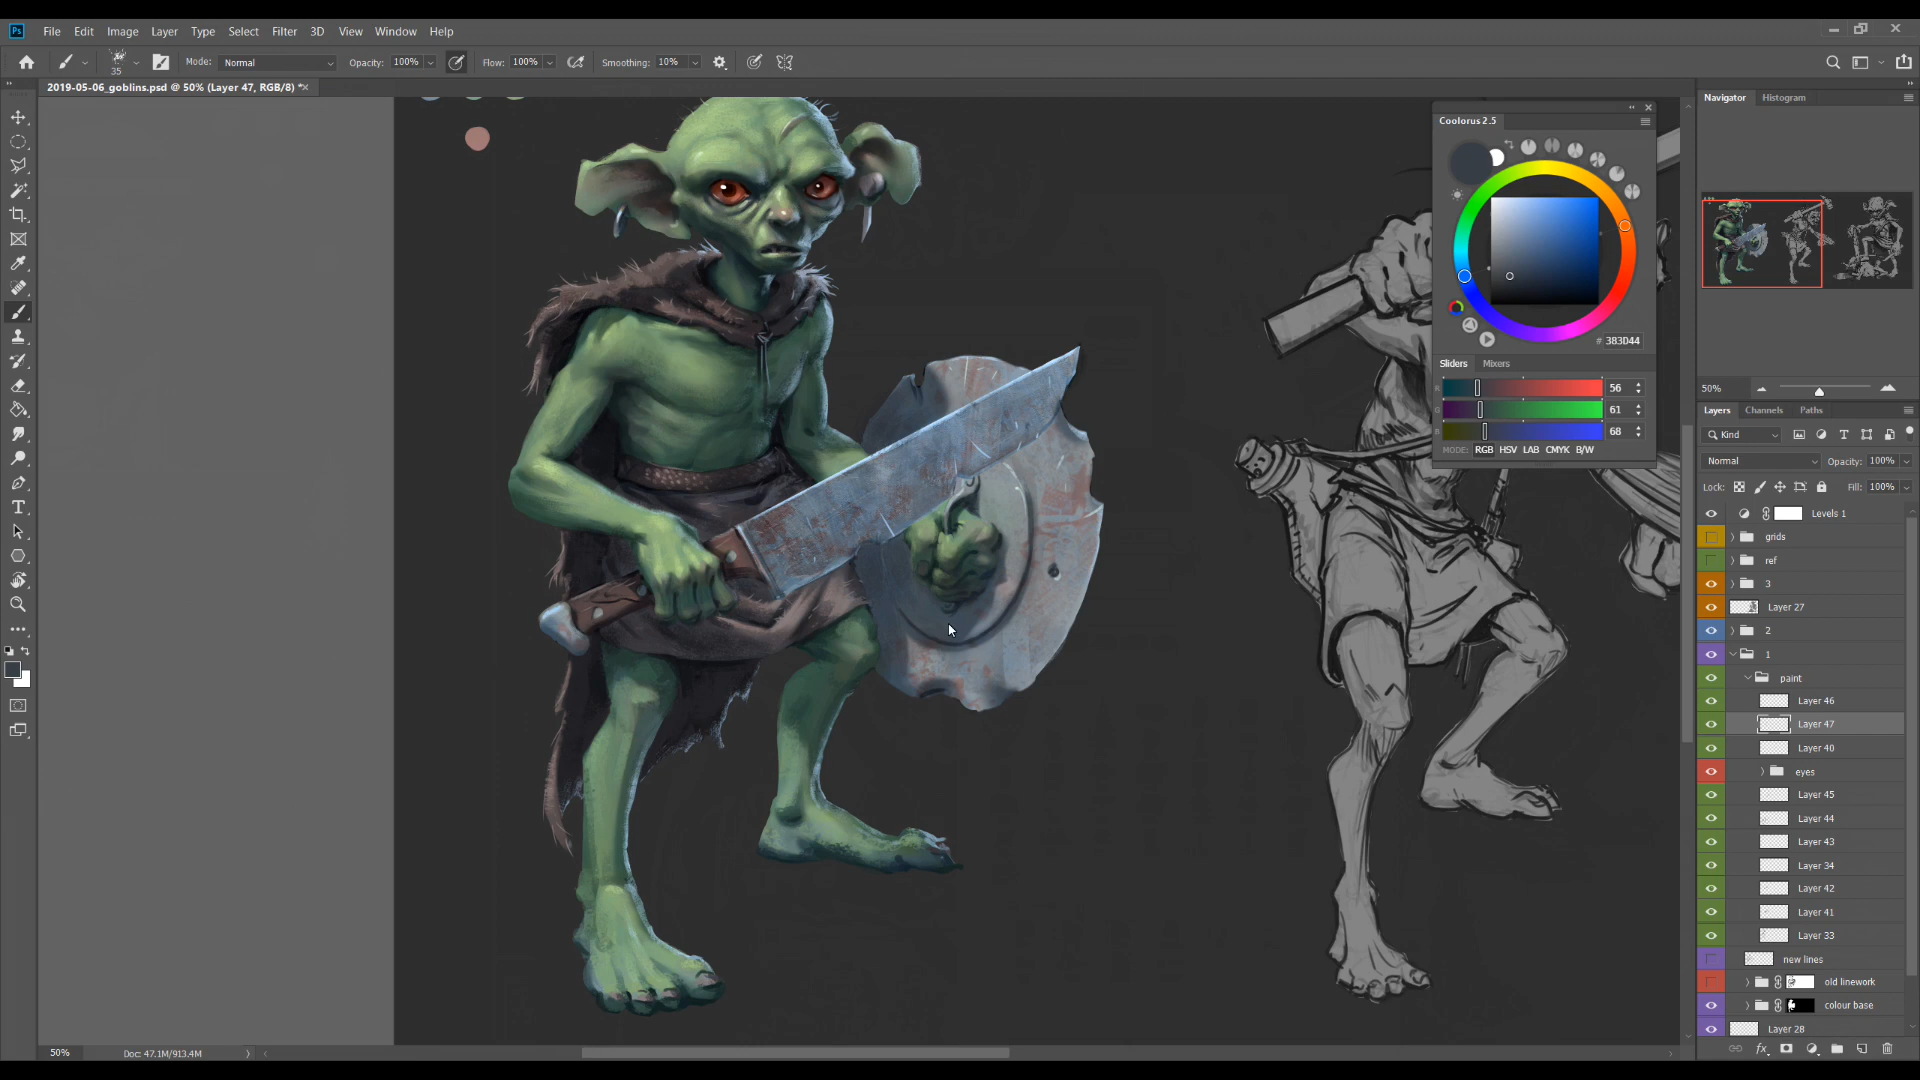 Ps File Edit Image Layer Type Select Filter 3D View Window Help
35 Mode: Normal Opacity: 100% Flow: 100% Smoothing: 10%
2019-05-06_goblins.psd @ 50% (Layer 47, RGB/8) *
Coolorus 2.5
# 383D44
Sliders Mixers
R 56
G 61
B 68
MODE: RGB HSV LAB CMYK B/W
Navigator Histogram
50%
Layers Channels Paths
Kind
Normal Opacity: 100%
Lock: Fill: 100%
Levels 1
grids
ref
3
Layer 27
2
1
paint
Layer 46
Layer 47
Layer 40
eyes
Layer 45
Layer 44
Layer 43
Layer 34
Layer 42
Layer 41
Layer 33
new lines
old linework
colour base
Layer 28
fx
50% Doc: 47.1M/913.4M